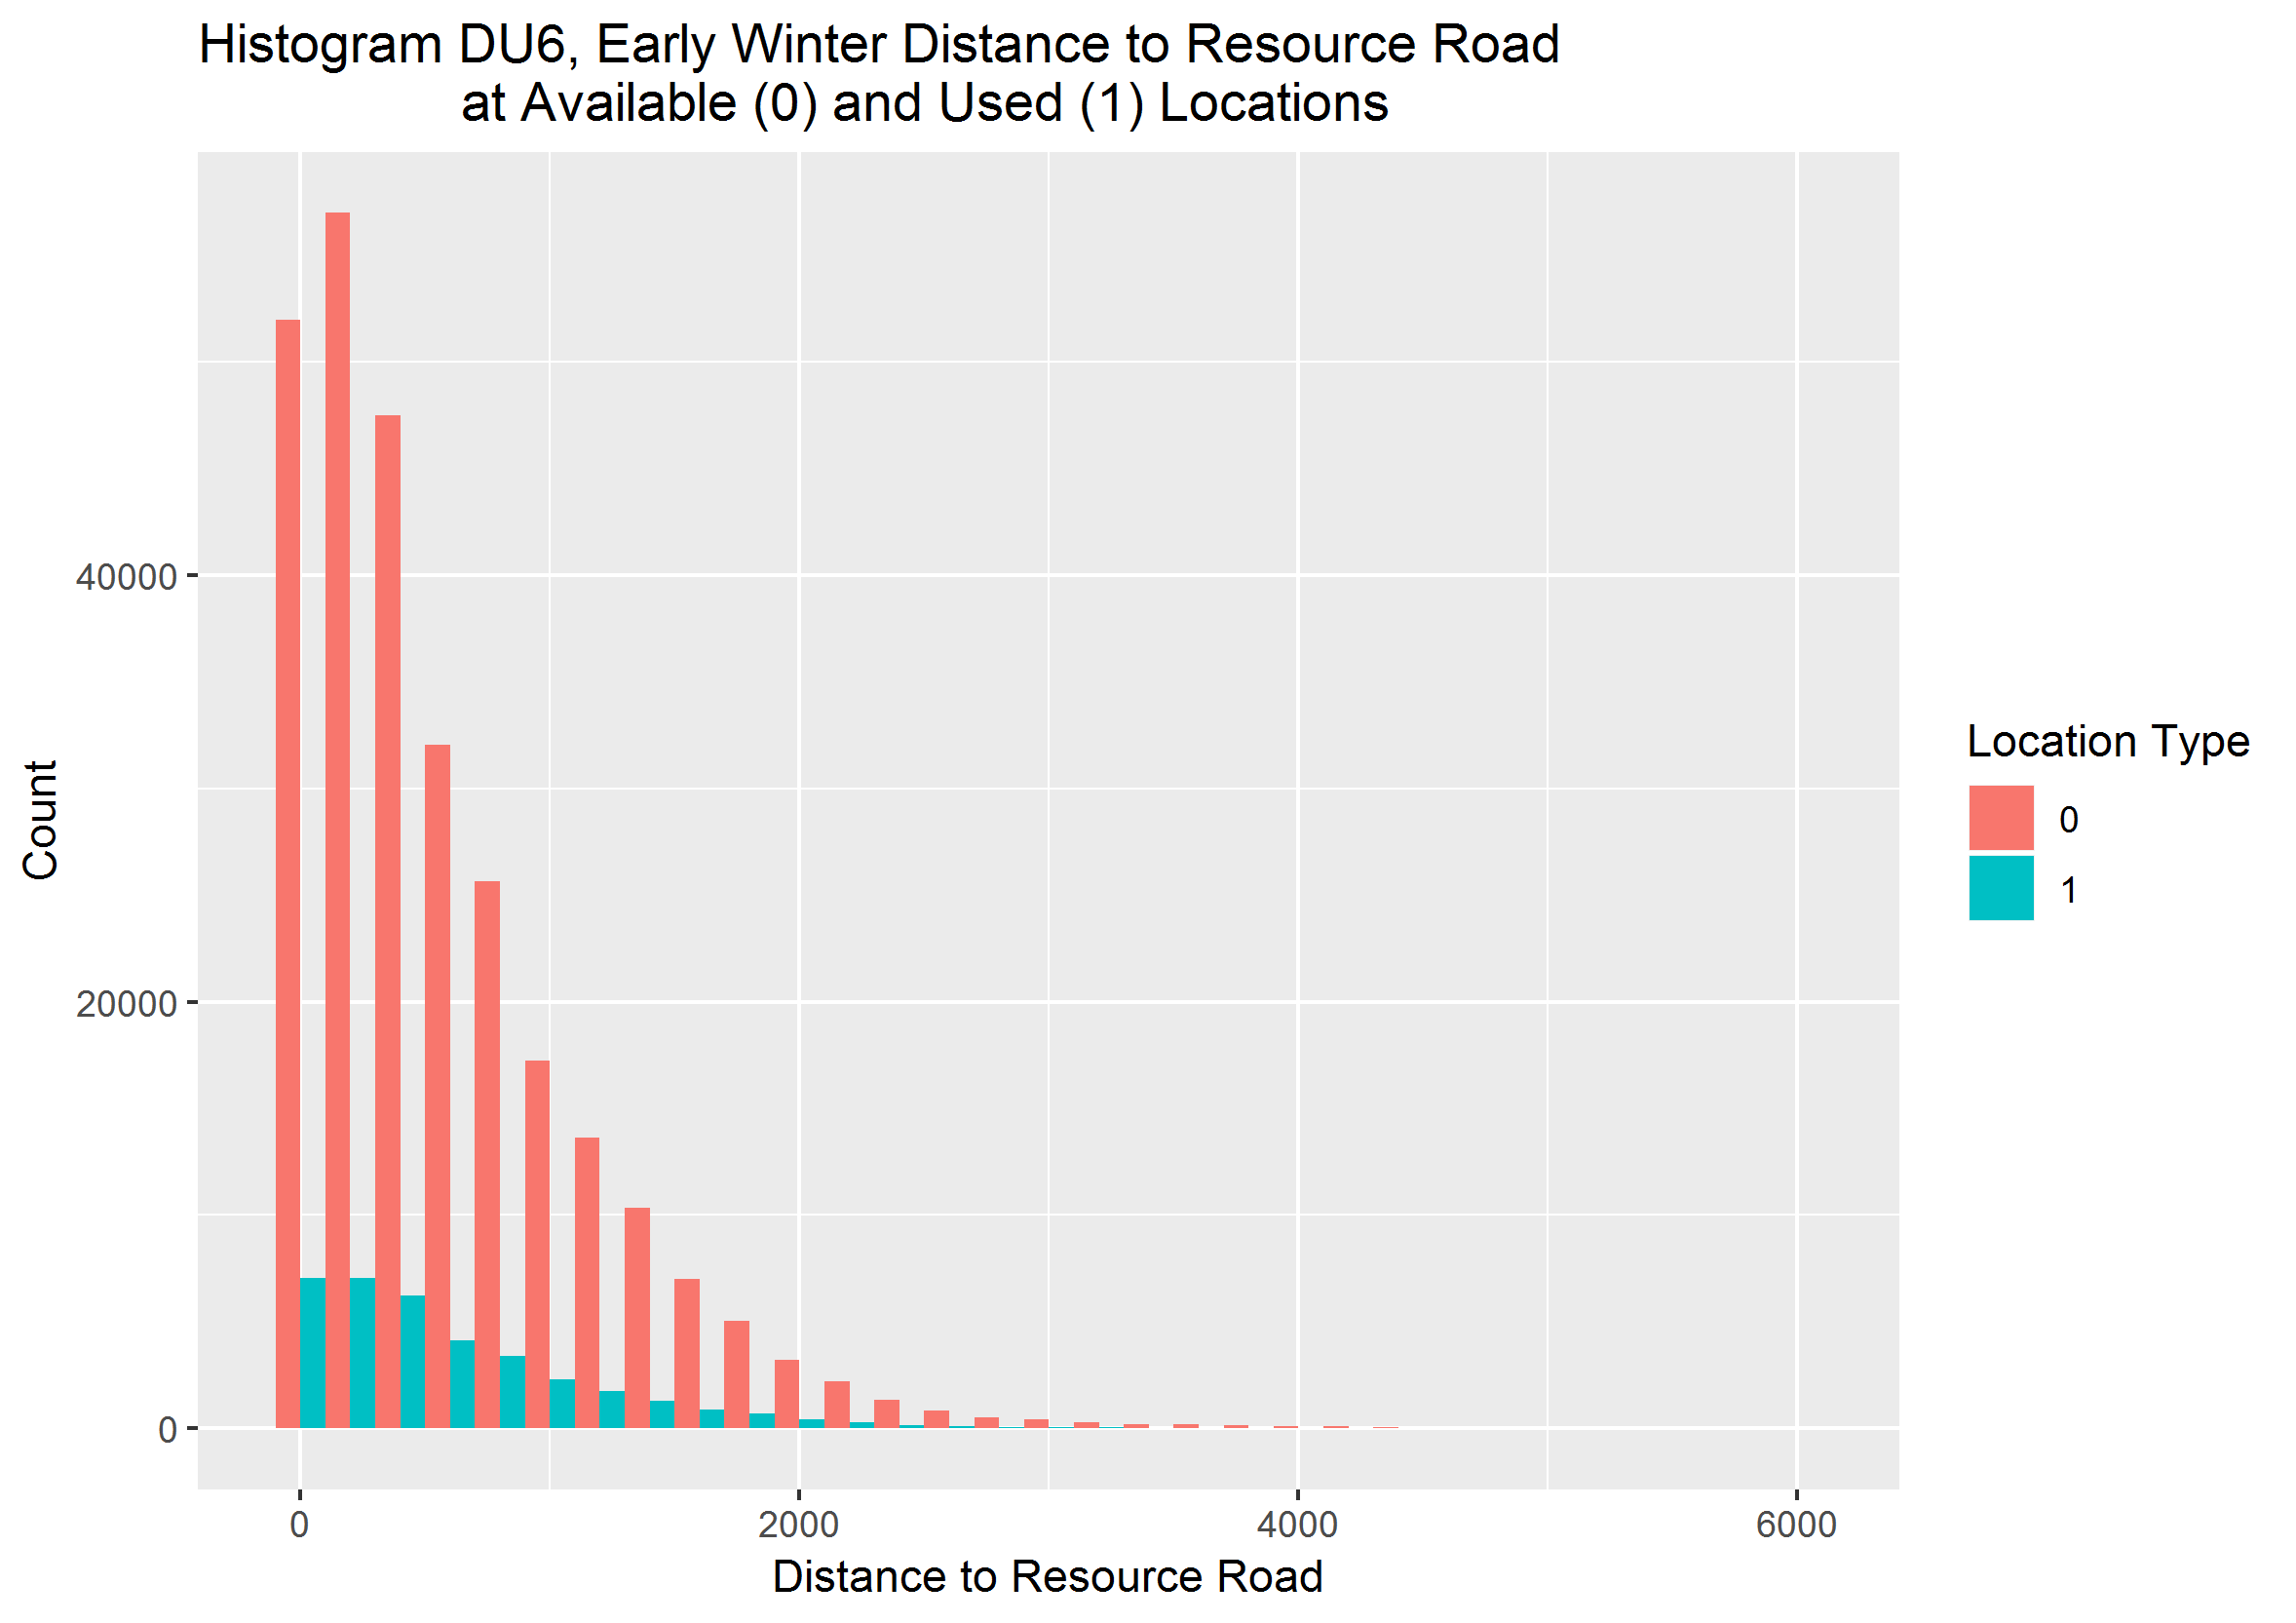 Histogram DU6, Early Winter Distance to Resource Road
at Available (0) and Used (1) Locations
Count
40000
20000
0
0
2000
4000
6000
Distance to Resource Road
Location Type
0
1